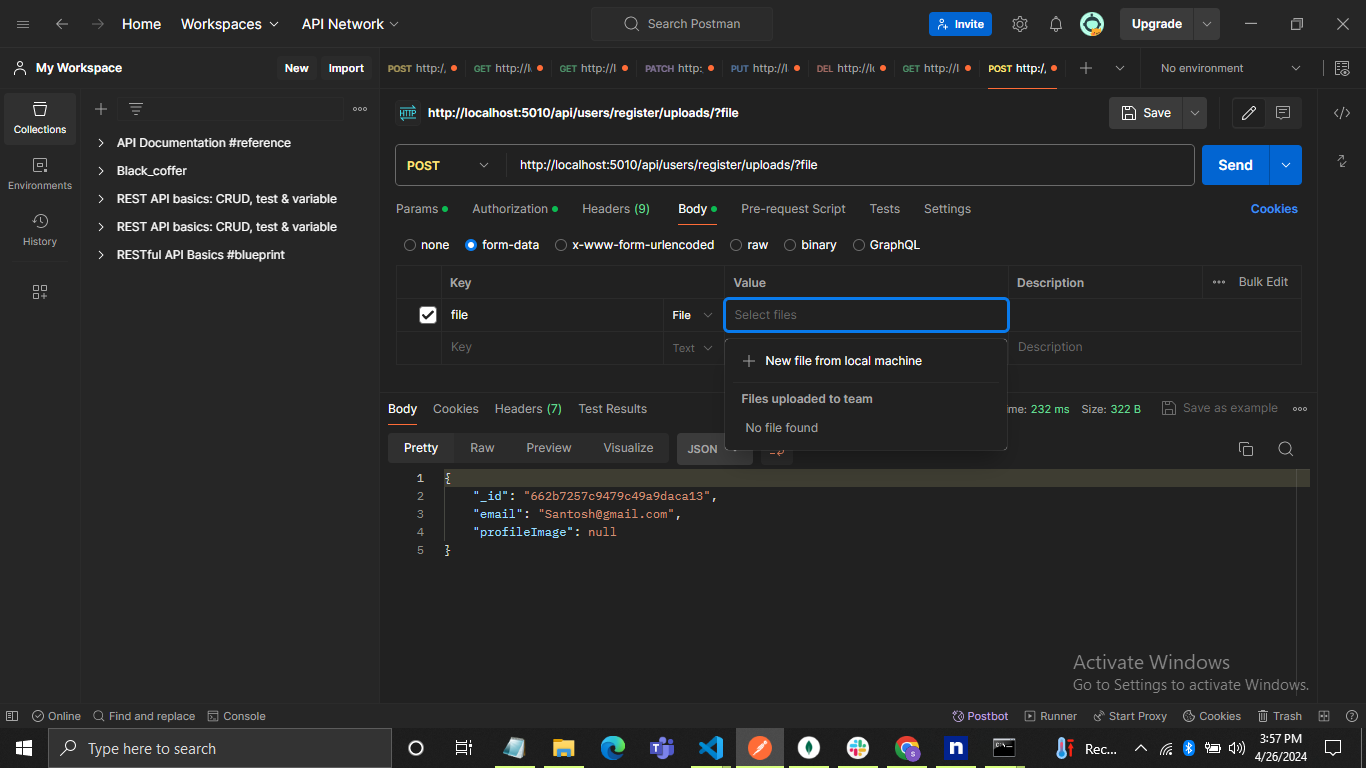 Home Workspaces API Network Search Postman Invite Upgrade
My Workspace New Import POST http:/, GET http://l GET http://l PATCH http: PUT http://l DEL http://l GET http://l POST http:/, No environment
Collections
Environments
History
API Documentation #reference
Black_coffer
REST API basics: CRUD, test & variable
REST API basics: CRUD, test & variable
RESTful API Basics #blueprint
HTTP http://localhost:5010/api/users/register/uploads/?file Save
POST http://localhost:5010/api/users/register/uploads/?file Send
Params Authorization Headers (9) Body Pre-request Script Tests Settings Cookies
none form-data x-www-form-urlencoded raw binary GraphQL
Key Value Description Bulk Edit
file File Select files
Key Text Description
New file from local machine
Files uploaded to team
No file found
Body Cookies Headers (7) Test Results me: 232 ms Size: 322 B Save as example
Pretty Raw Preview Visualize JSON
1 {
2 "_id": "662b7257c9479c49a9daca13",
3 "email": "Santosh@gmail.com",
4 "profileImage": null
5 }
Activate Windows
Go to Settings to activate Windows.
Online Find and replace Console Postbot Runner Start Proxy Cookies Trash
Type here to search Rec... 3:57 PM
4/26/2024